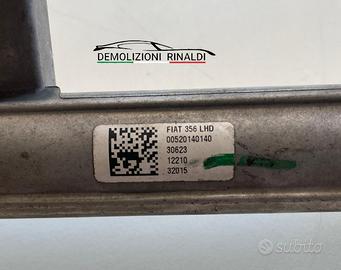 DEMOLIZIONI RINALDI
FIAT 356 LHD
00520140140
30623
12210
32015
subito